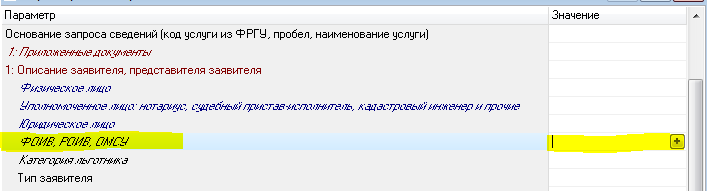 Параметр Значение
Основание запроса сведений (код услуги из ФРГУ, пробел, наименование услуги)
1: Приложенные документы
1: Описание заявителя, представителя заявителя
Физическое лицо
Уполномоченное лицо: нотариус, судебный пристав-исполнитель, кадастровый инженер и прочие
Юридическое лицо
ФОИВ, РОИВ, ОМСУ
Категория льготника
Тип заявителя